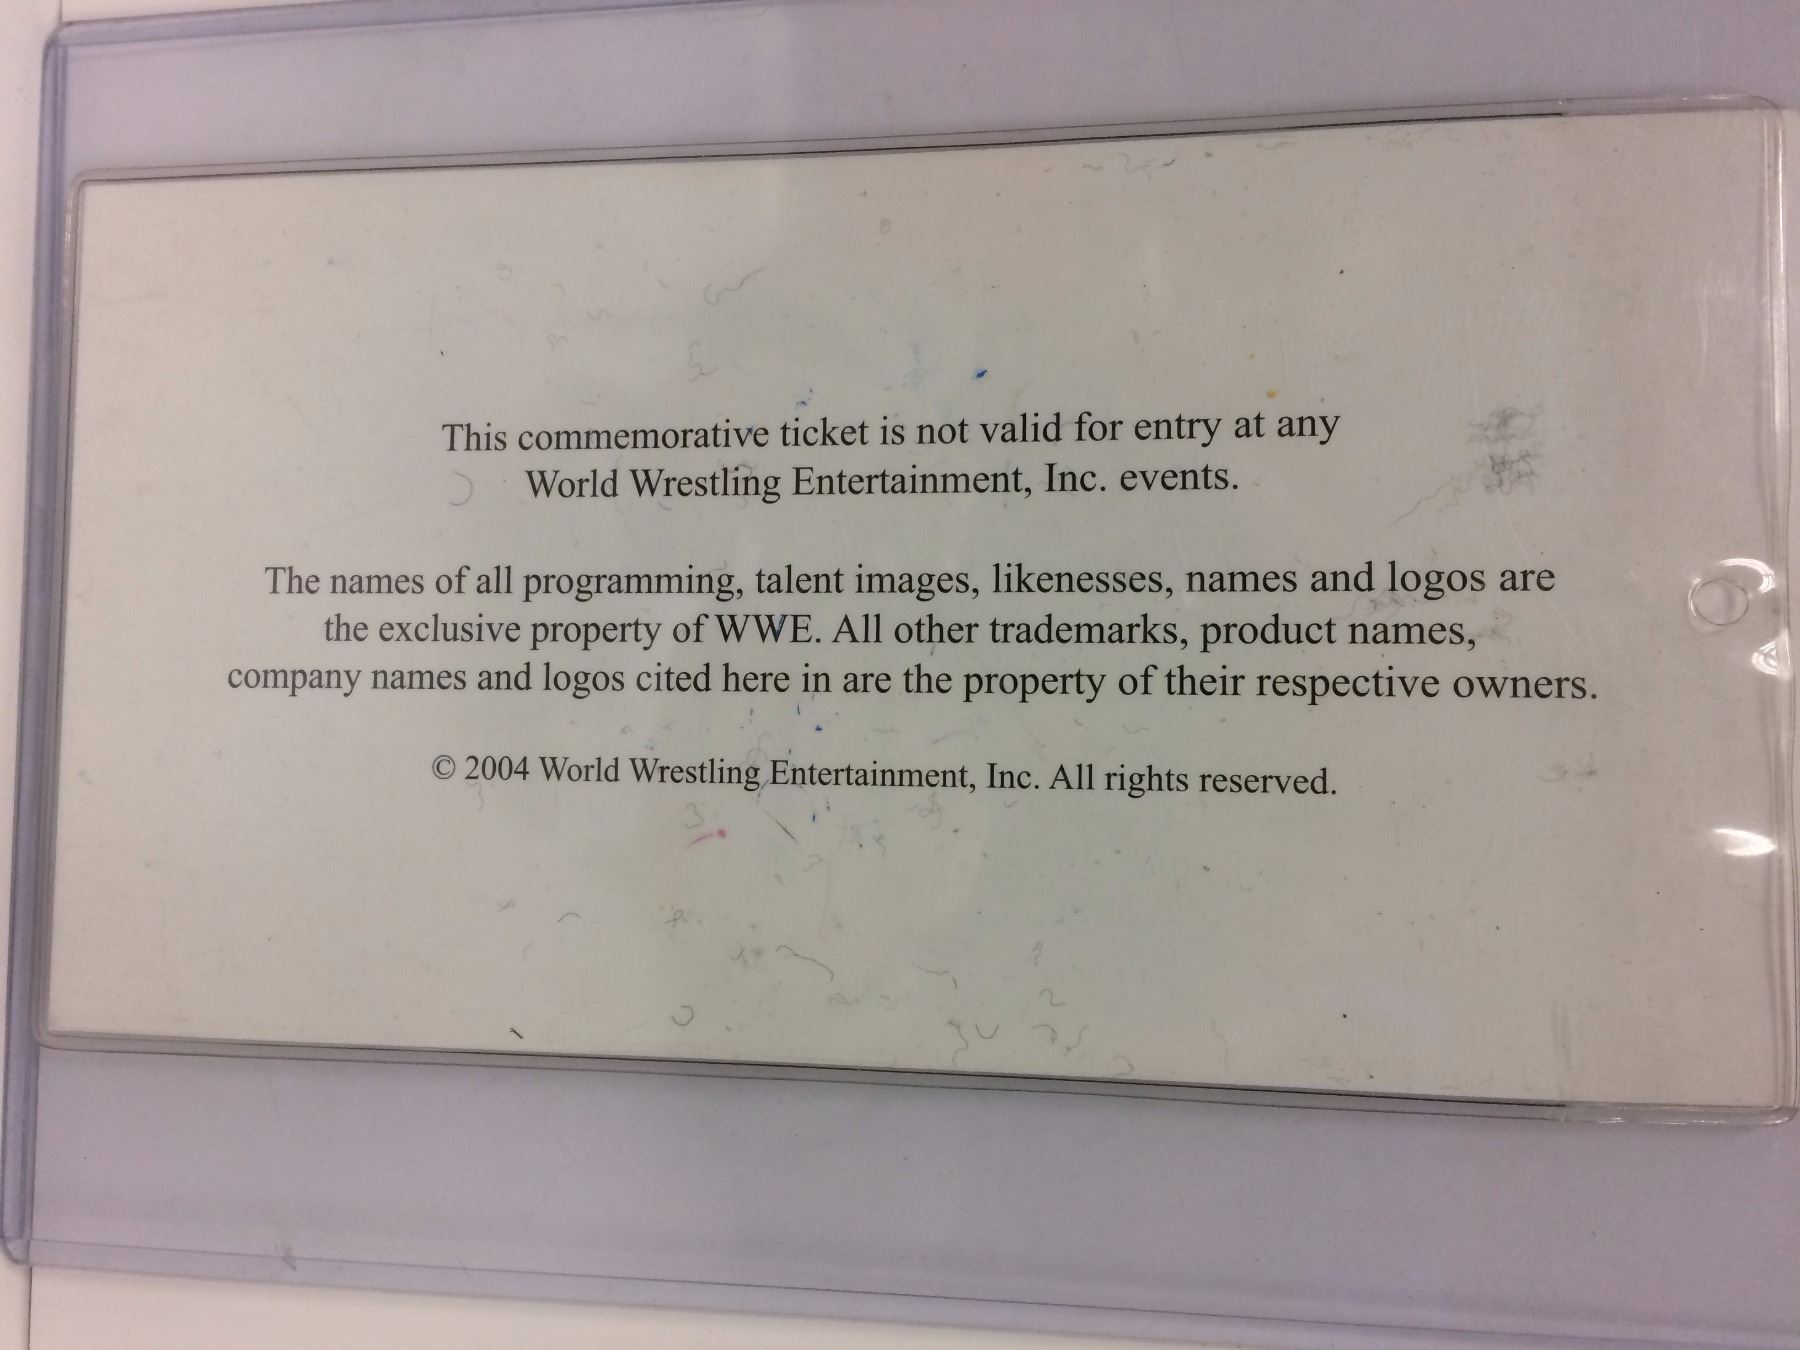 This commemorative ticket is not valid for entry at any
World Wrestling Entertainment, Inc. events.
The names of all programming, talent images, likenesses, names and logos are
the exclusive property of WWE. All other trademarks, product names,
company names and logos cited here in are the property of their respective owners.
© 2004 World Wrestling Entertainment, Inc. All rights reserved.